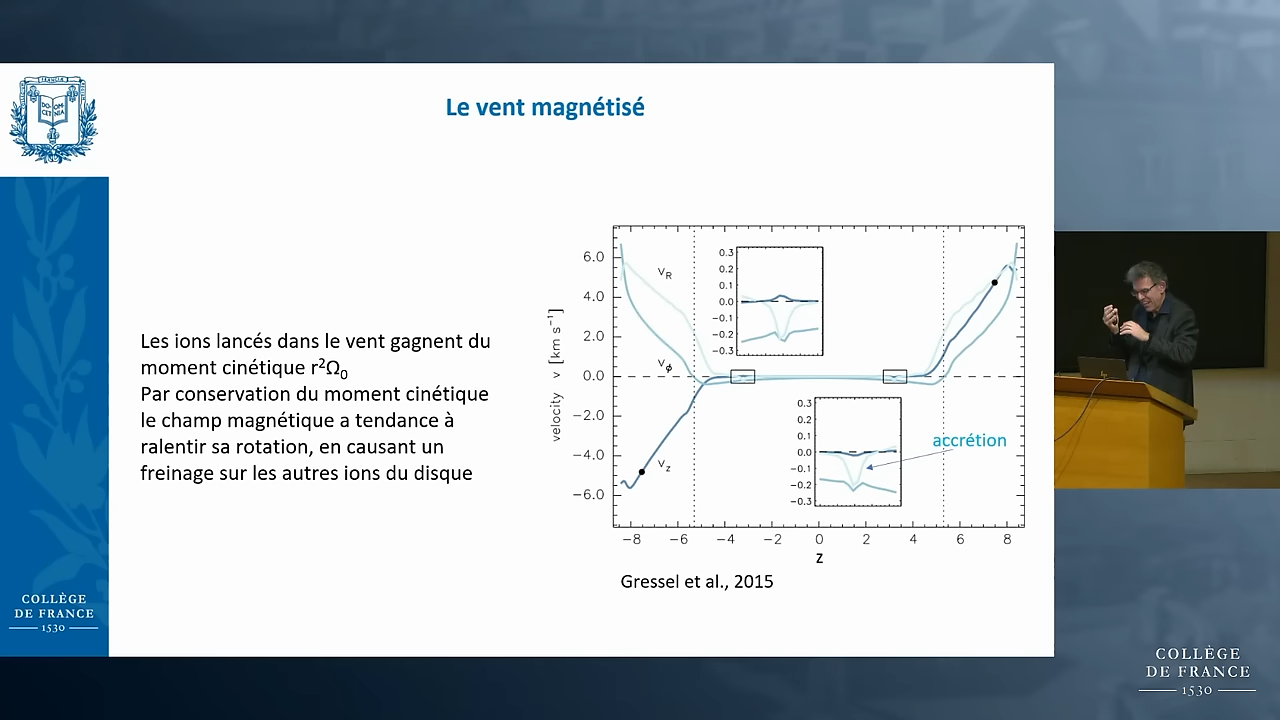 Le vent magnétisé
Les ions lancés dans le vent gagnent du
moment cinétique r²Ω₀
Par conservation du moment cinétique
le champ magnétique a tendance à
ralentir sa rotation, en causant un
freinage sur les autres ions du disque
velocity v [km s⁻¹]
6.0
4.0
2.0
0.0
−2.0
−4.0
−6.0
vR
vϕ
vz
0.3
0.2
0.1
0.0
−0.1
−0.2
−0.3
0.3
0.2
0.1
0.0
−0.1
−0.2
−0.3
accrétion
−8 −6 −4 −2 0 2 4 6 8
z
Gressel et al., 2015
COLLÈGE
DE FRANCE
1530
COLLÈGE
DE FRANCE
1530